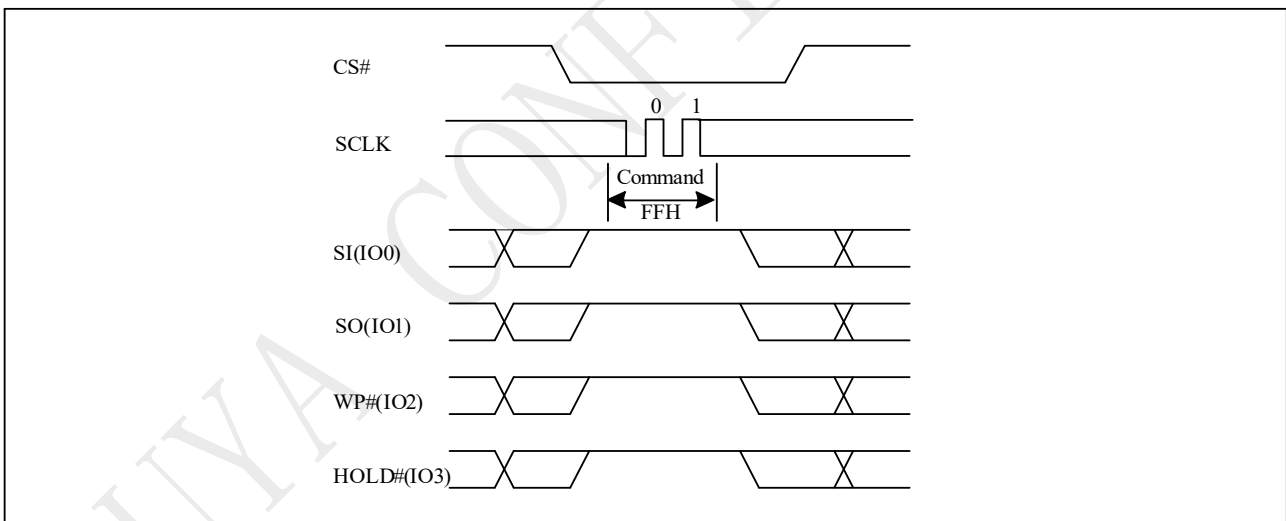 CS#
0 1
SCLK
Command
FFH
SI(IO0)
SO(IO1)
WP#(IO2)
HOLD#(IO3)